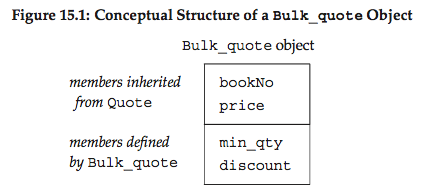 Figure 15.1: Conceptual Structure of a Bulk_quote Object
Bulk_quote object
members inherited
from Quote
bookNo
price
members defined
by Bulk_quote
min_qty
discount